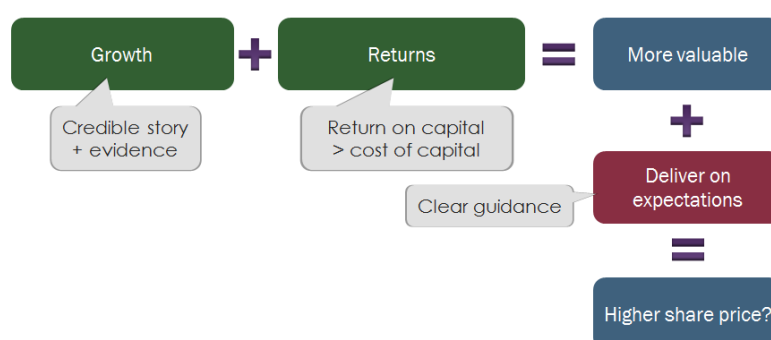 Growth
+
Returns
=
More valuable
Credible story
+ evidence
Return on capital
> cost of capital
+
Clear guidance
Deliver on
expectations
=
Higher share price?